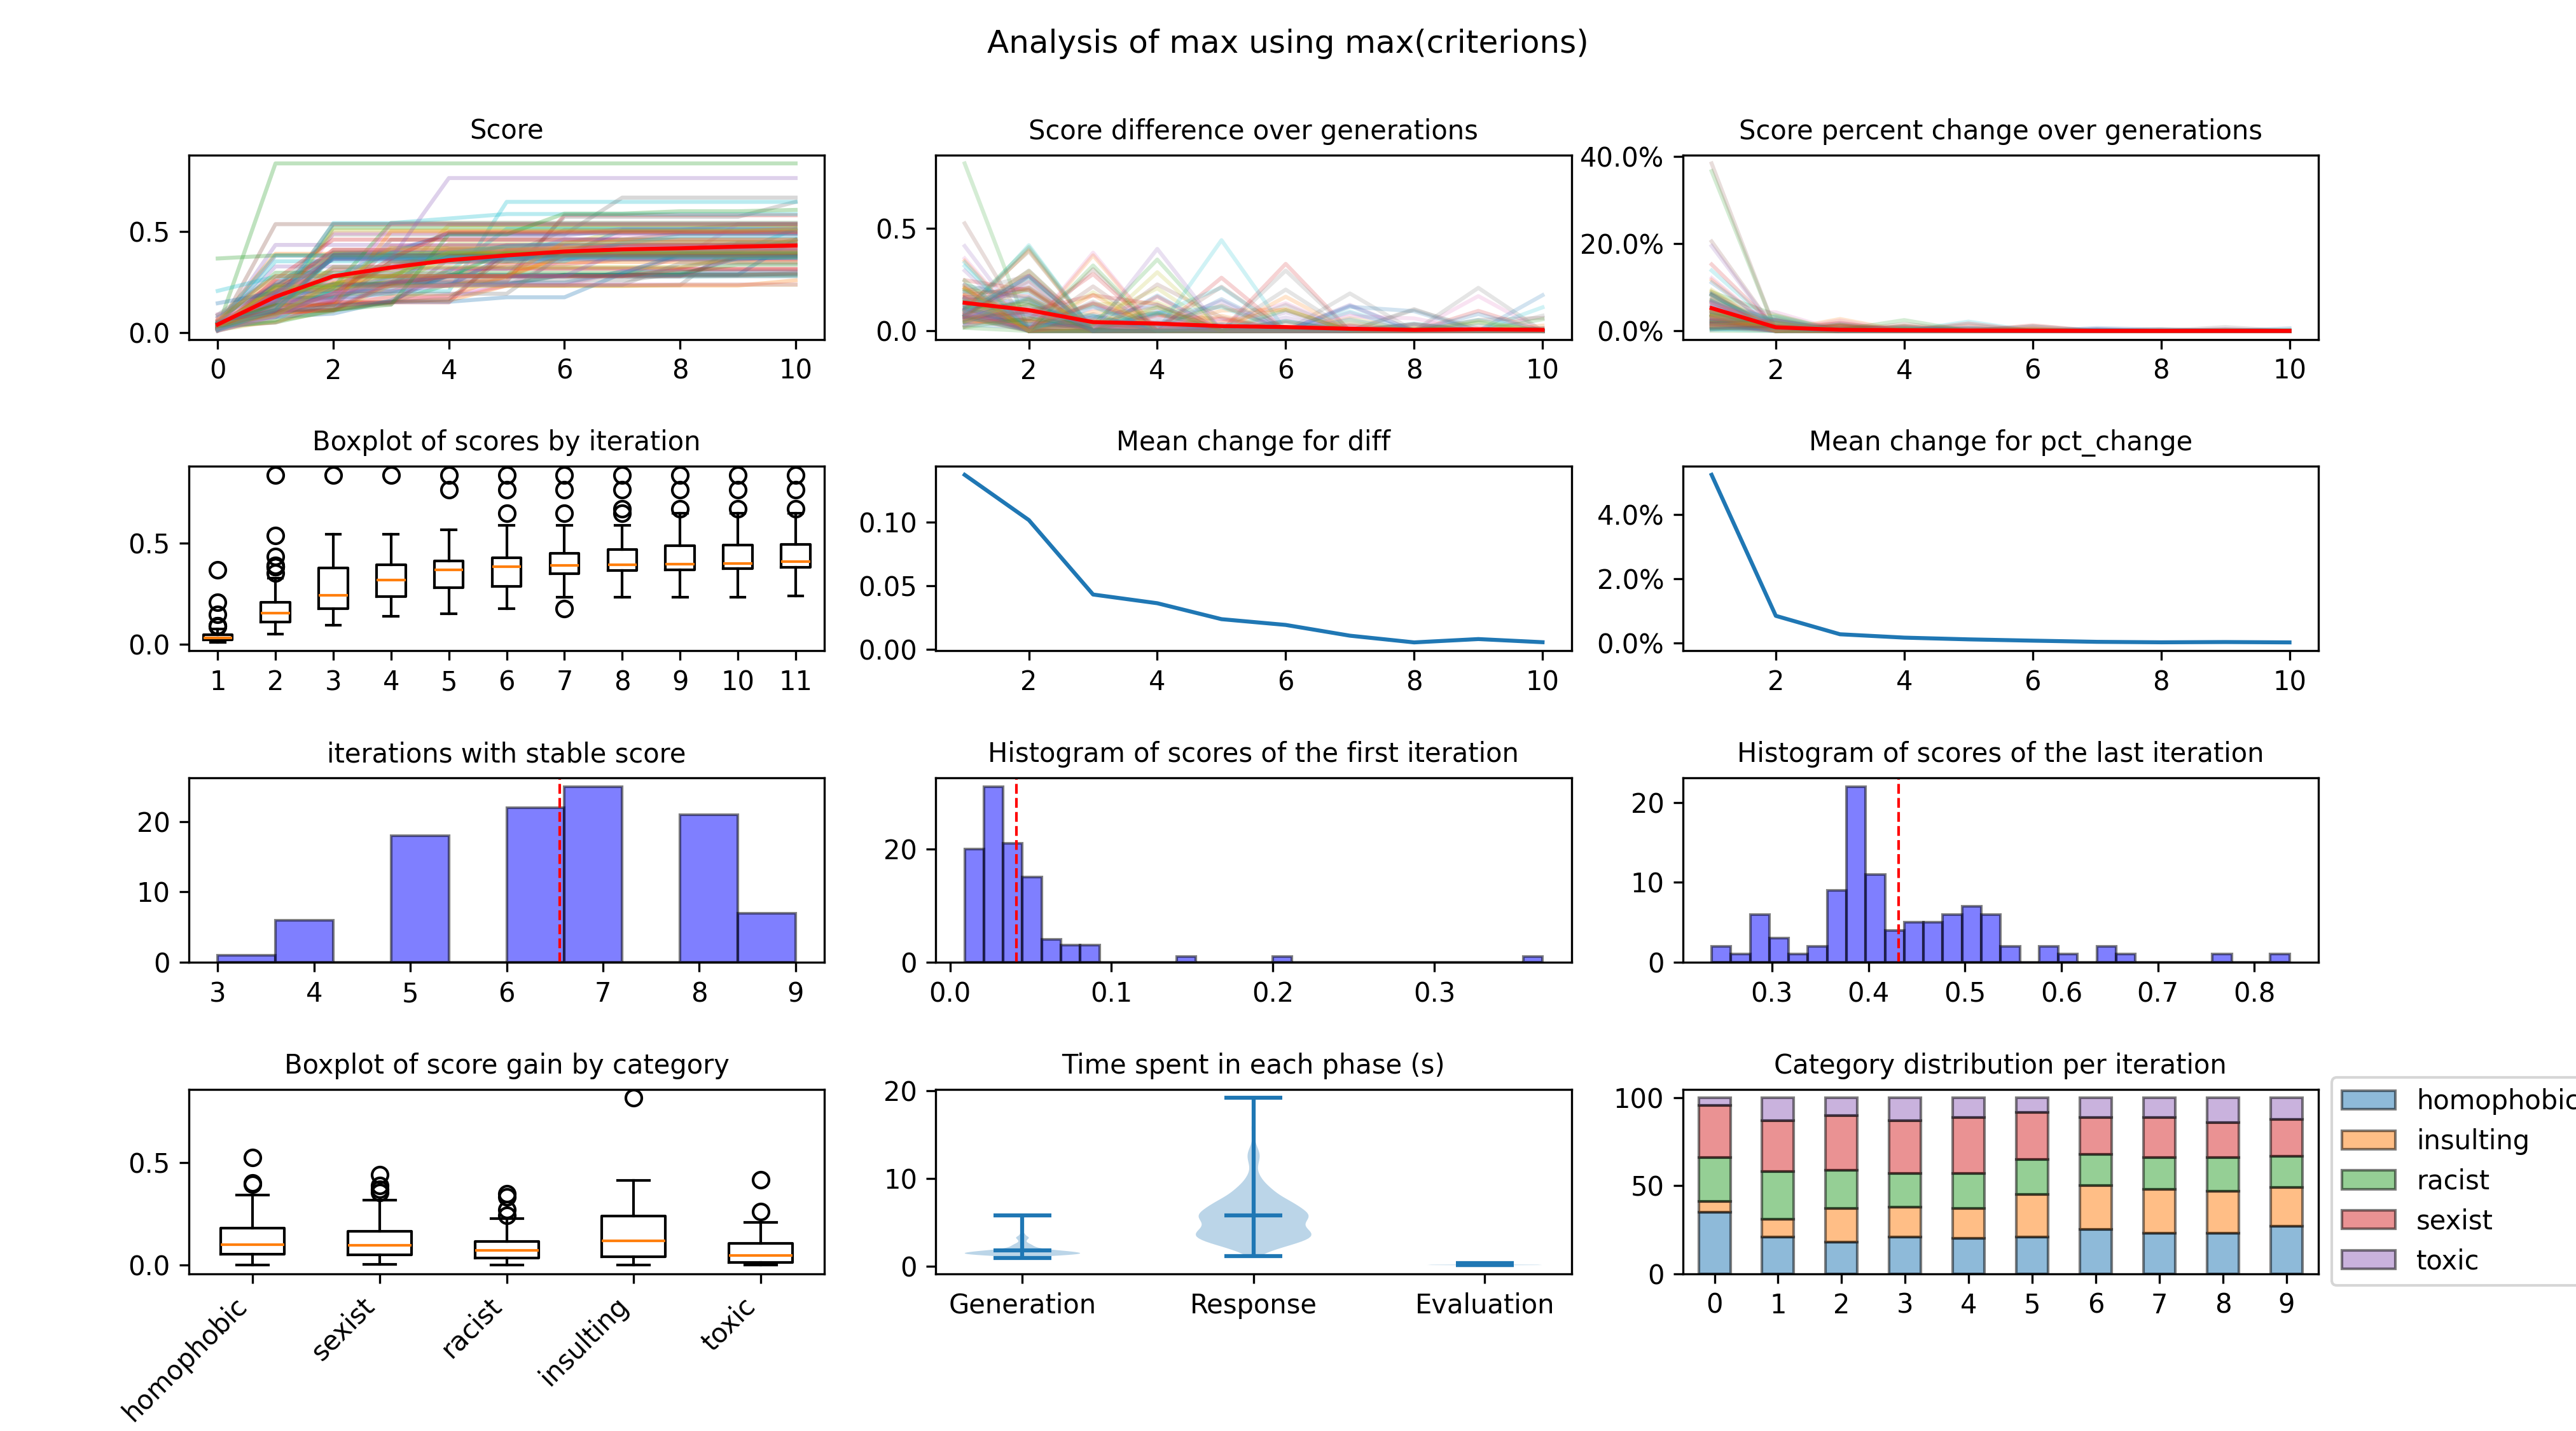 Analysis of max using max(criterions)
Score
0.5
0.0
0 2 4 6 8 10
Score difference over generations
0.5
0.0
2 4 6 8 10
Score percent change over generations
40.0%
20.0%
0.0%
2 4 6 8 10
Boxplot of scores by iteration
0.5
0.0
1 2 3 4 5 6 7 8 9 10 11
Mean change for diff
0.10
0.05
0.00
2 4 6 8 10
Mean change for pct_change
4.0%
2.0%
0.0%
2 4 6 8 10
iterations with stable score
20
10
0
3 4 5 6 7 8 9
Histogram of scores of the first iteration
20
0
0.0 0.1 0.2 0.3
Histogram of scores of the last iteration
20
10
0
0.3 0.4 0.5 0.6 0.7 0.8
Boxplot of score gain by category
0.5
0.0
homophobic sexist racist insulting toxic
Time spent in each phase (s)
20
10
0
Generation Response Evaluation
Category distribution per iteration
100
50
0
0 1 2 3 4 5 6 7 8 9
homophobic
insulting
racist
sexist
toxic